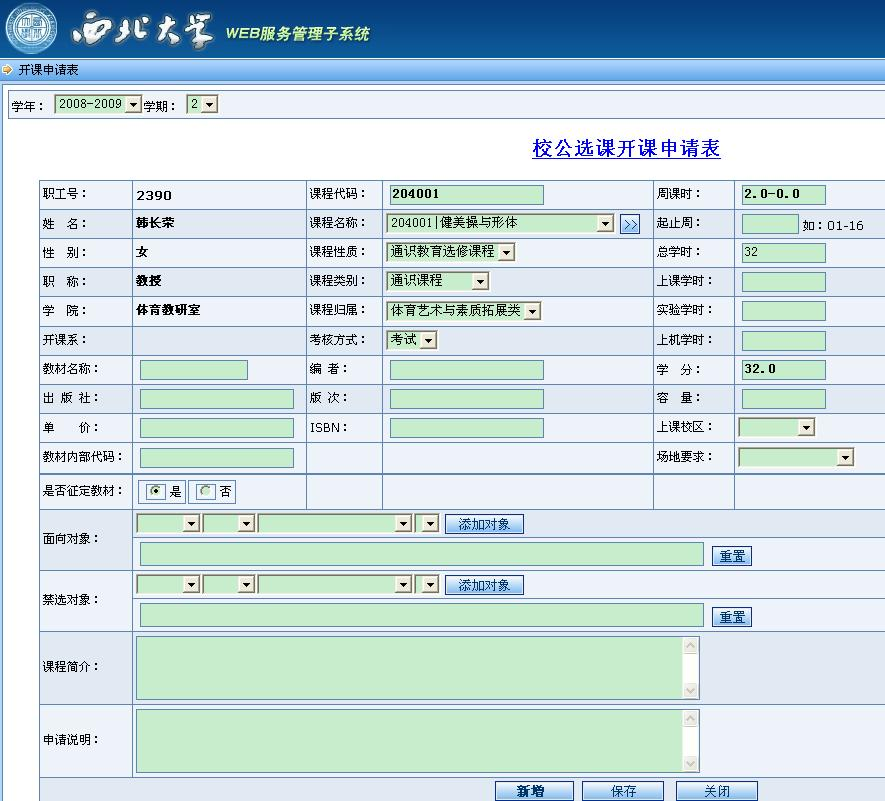 西北大学 WEB服务管理子系统
开课申请表
学年： 2008-2009 学期： 2
校公选课开课申请表
职工号： 2390 课程代码： 204001 周课时： 2.0-0.0
姓 名： 韩长荣 课程名称： 204001|健美操与形体 >> 起止周： 如：01-16
性 别： 女 课程性质： 通识教育选修课程 总学时： 32
职 称： 教授 课程类别： 通识课程 上课学时：
学 院： 体育教研室 课程归属： 体育艺术与素质拓展类 实验学时：
开课系： 考核方式： 考试 上机学时：
教材名称： 编 者： 学 分： 32.0
出 版 社： 版 次： 容 量：
单 价： ISBN： 上课校区：
教材内部代码： 场地要求：
是否征定教材： 是 否
面向对象： 添加对象
重置
禁选对象： 添加对象
重置
课程简介：
申请说明：
新增 保存 关闭